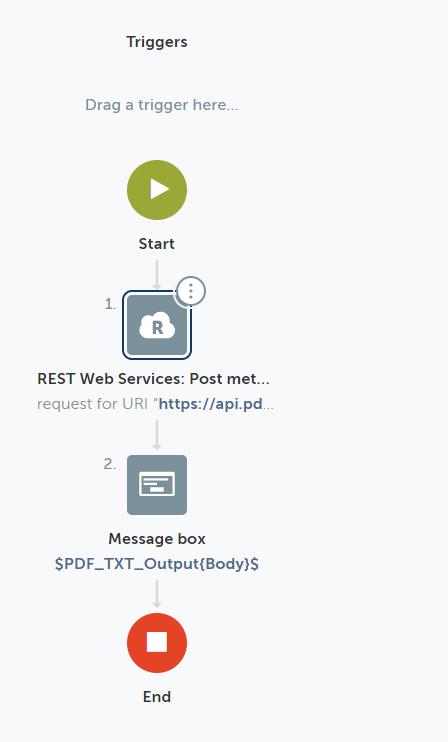 Triggers
Drag a trigger here...
Start
1.
R
REST Web Services: Post met...
request for URI "https://api.pd...
2.
Message box
$PDF_TXT_Output{Body}$
End